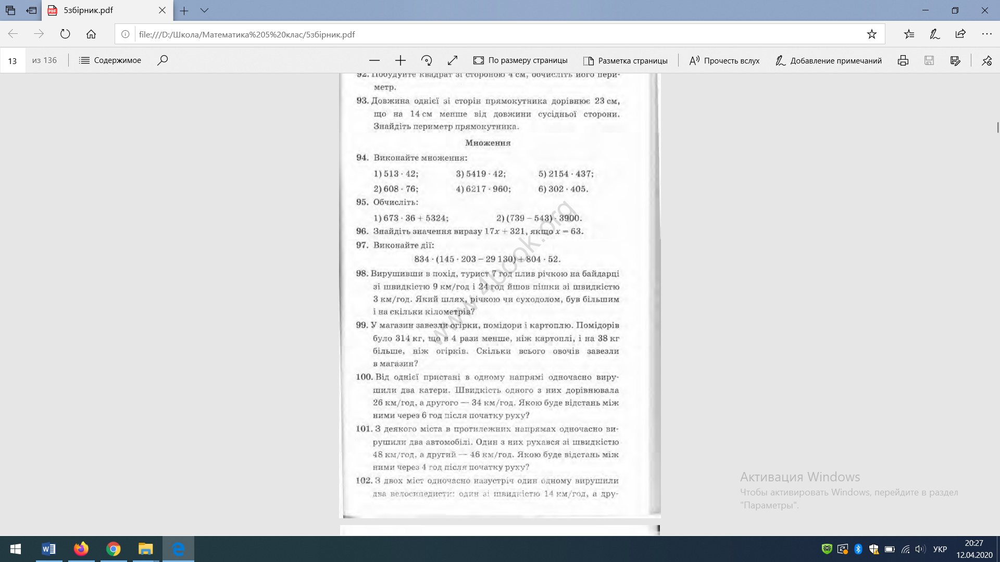 5збірник.pdf
file:///D:/Школа/Математика%205%20клас/5збірник.pdf
13 из 136 Содержимое По размеру страницы Разметка страницы Прочесть вслух Добавление примечаний
92. Побудуйте квадрат зі стороною 4 см, обчисліть його пери-
метр.
93. Довжина однієї зі сторін прямокутника дорівнює 23 см,
що на 14 см менше від довжини сусідньої сторони.
Знайдіть периметр прямокутника.
Множення
94. Виконайте множення:
1) 513 · 42; 3) 5419 · 42; 5) 2154 · 437;
2) 608 · 76; 4) 6217 · 960; 6) 302 · 405.
95. Обчисліть:
1) 673 · 36 + 5324; 2) (739 – 543) · 3900.
96. Знайдіть значення виразу 17x + 321, якщо x = 63.
97. Виконайте дії:
834 · (145 · 203 – 29 130) + 804 · 52.
98. Вирушивши в похід, турист 7 год плив річкою на байдарці
зі швидкістю 9 км/год і 24 год йшов пішки зі швидкістю
3 км/год. Який шлях, річкою чи суходолом, був більшим
і на скільки кілометрів?
99. У магазин завезли огірки, помідори і картоплю. Помідорів
було 314 кг, що в 4 рази менше, ніж картоплі, і на 38 кг
більше, ніж огірків. Скільки всього овочів завезли
в магазин?
100. Від однієї пристані в одному напрямі одночасно виру-
шили два катери. Швидкість одного з них дорівнювала
26 км/год, а другого — 34 км/год. Якою буде відстань між
ними через 6 год після початку руху?
101. З деякого міста в протилежних напрямах одночасно ви-
рушили два автомобілі. Один з них рухався зі швидкістю
48 км/год, а другий — 46 км/год. Якою буде відстань між
ними через 4 год після початку руху?
102. З двох міст одночасно назустріч один одному вирушили
два велосипедисти: один зі швидкістю 14 км/год, а дру-
www.4book.org
Активация Windows
Чтобы активировать Windows, перейдите в раздел
"Параметры".
УКР
20:27
12.04.2020